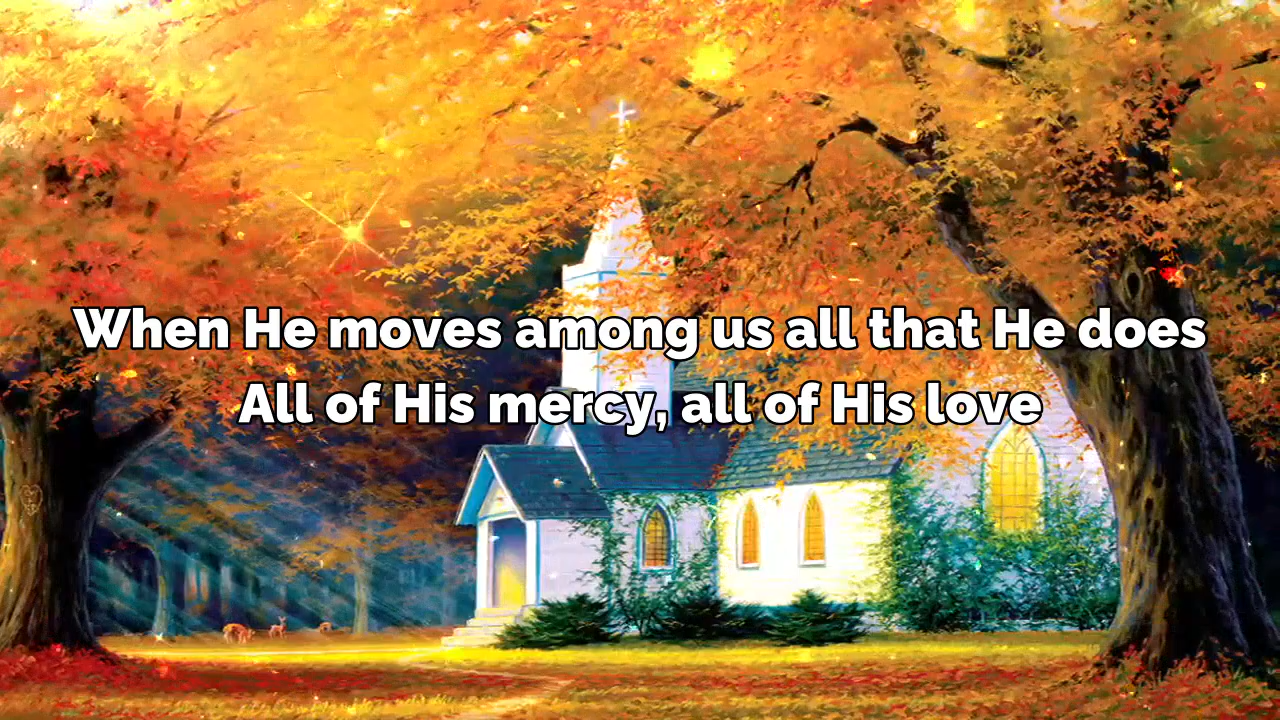 When He moves among us all that He does
All of His mercy, all of His love